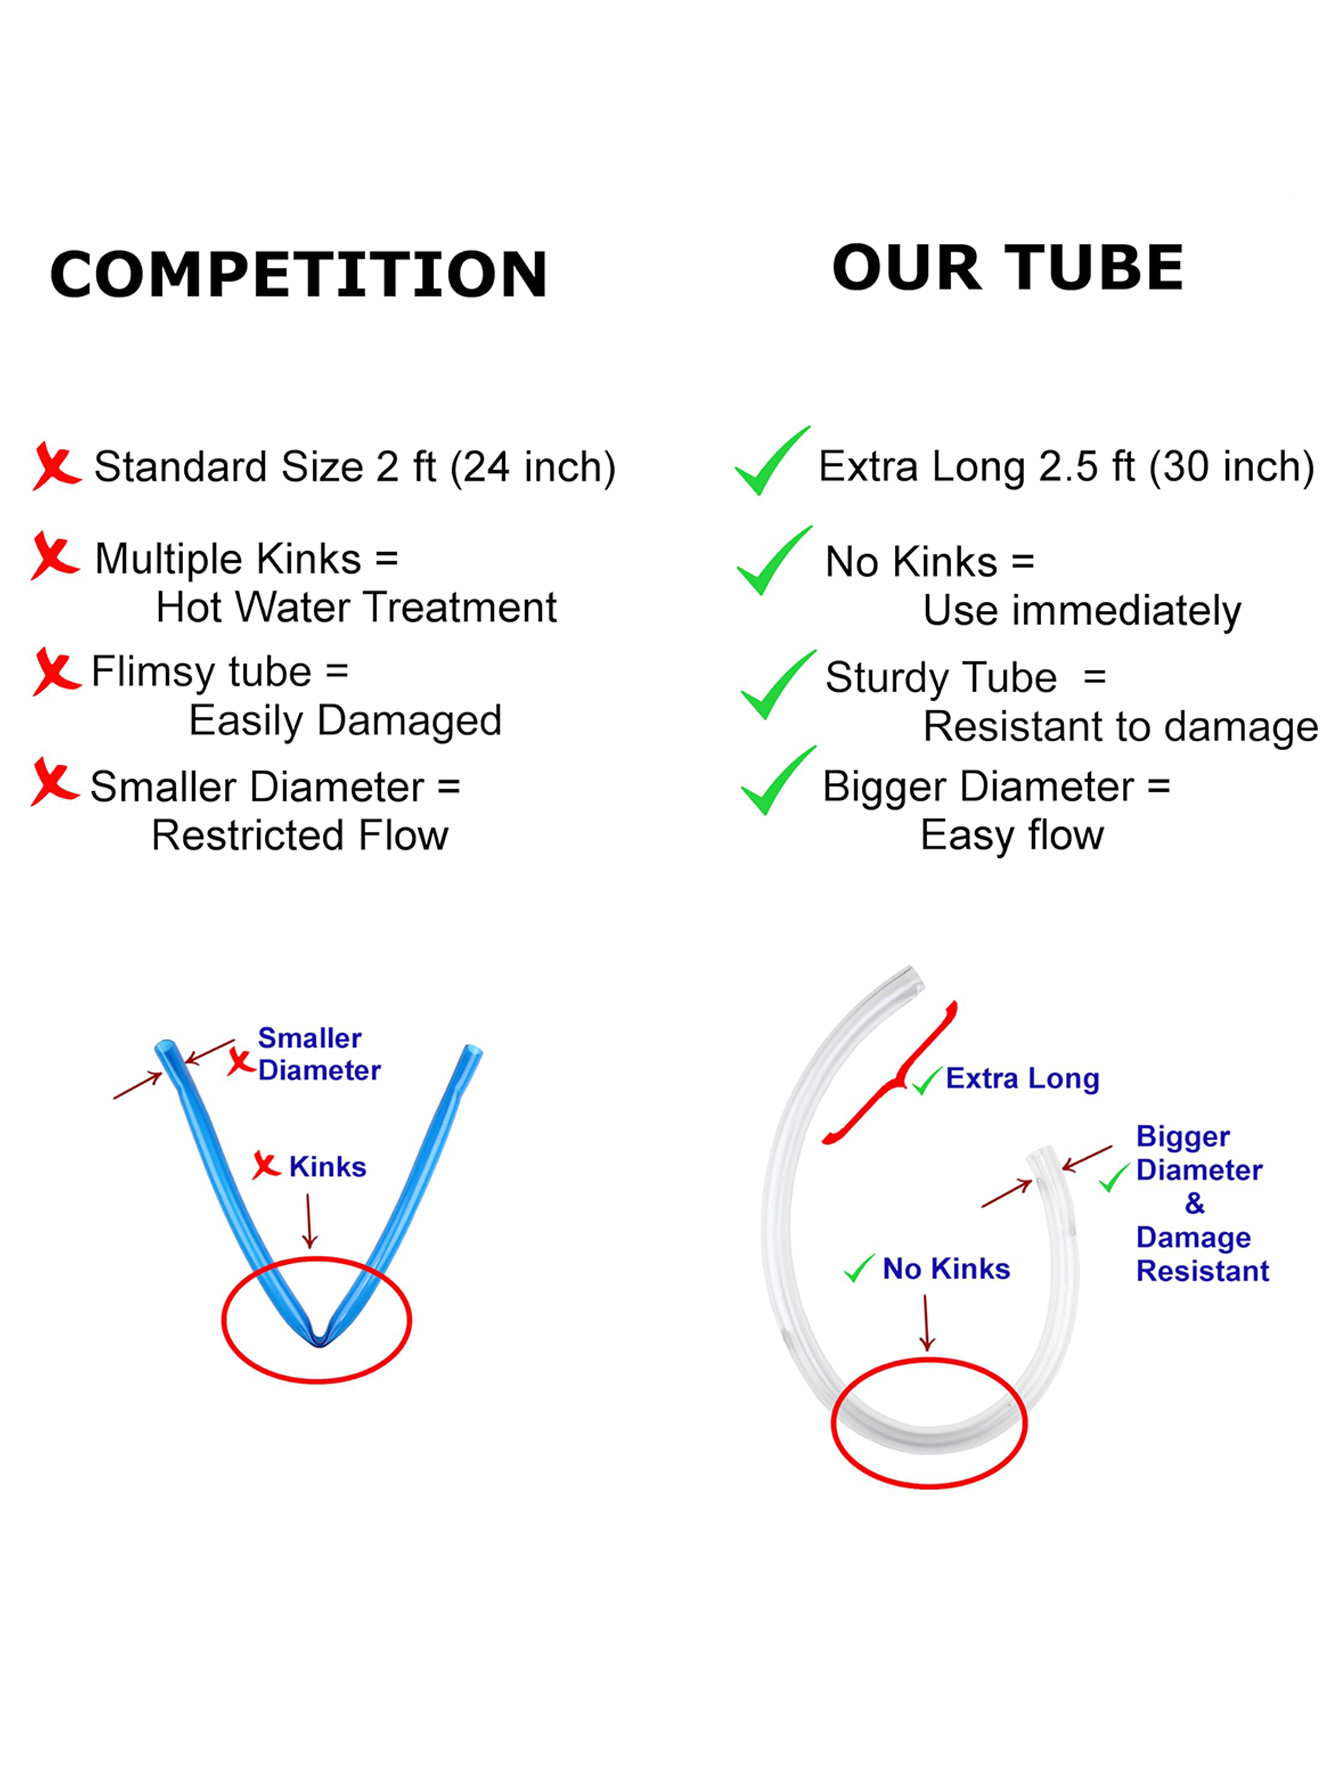 COMPETITION
Standard Size 2 ft (24 inch)
Multiple Kinks =
Hot Water Treatment
Flimsy tube =
Easily Damaged
Smaller Diameter =
Restricted Flow
OUR TUBE
Extra Long 2.5 ft (30 inch)
No Kinks =
Use immediately
Sturdy Tube =
Resistant to damage
Bigger Diameter =
Easy flow
Smaller
Diameter
Kinks
Extra Long
Bigger
Diameter
&
Damage
Resistant
No Kinks